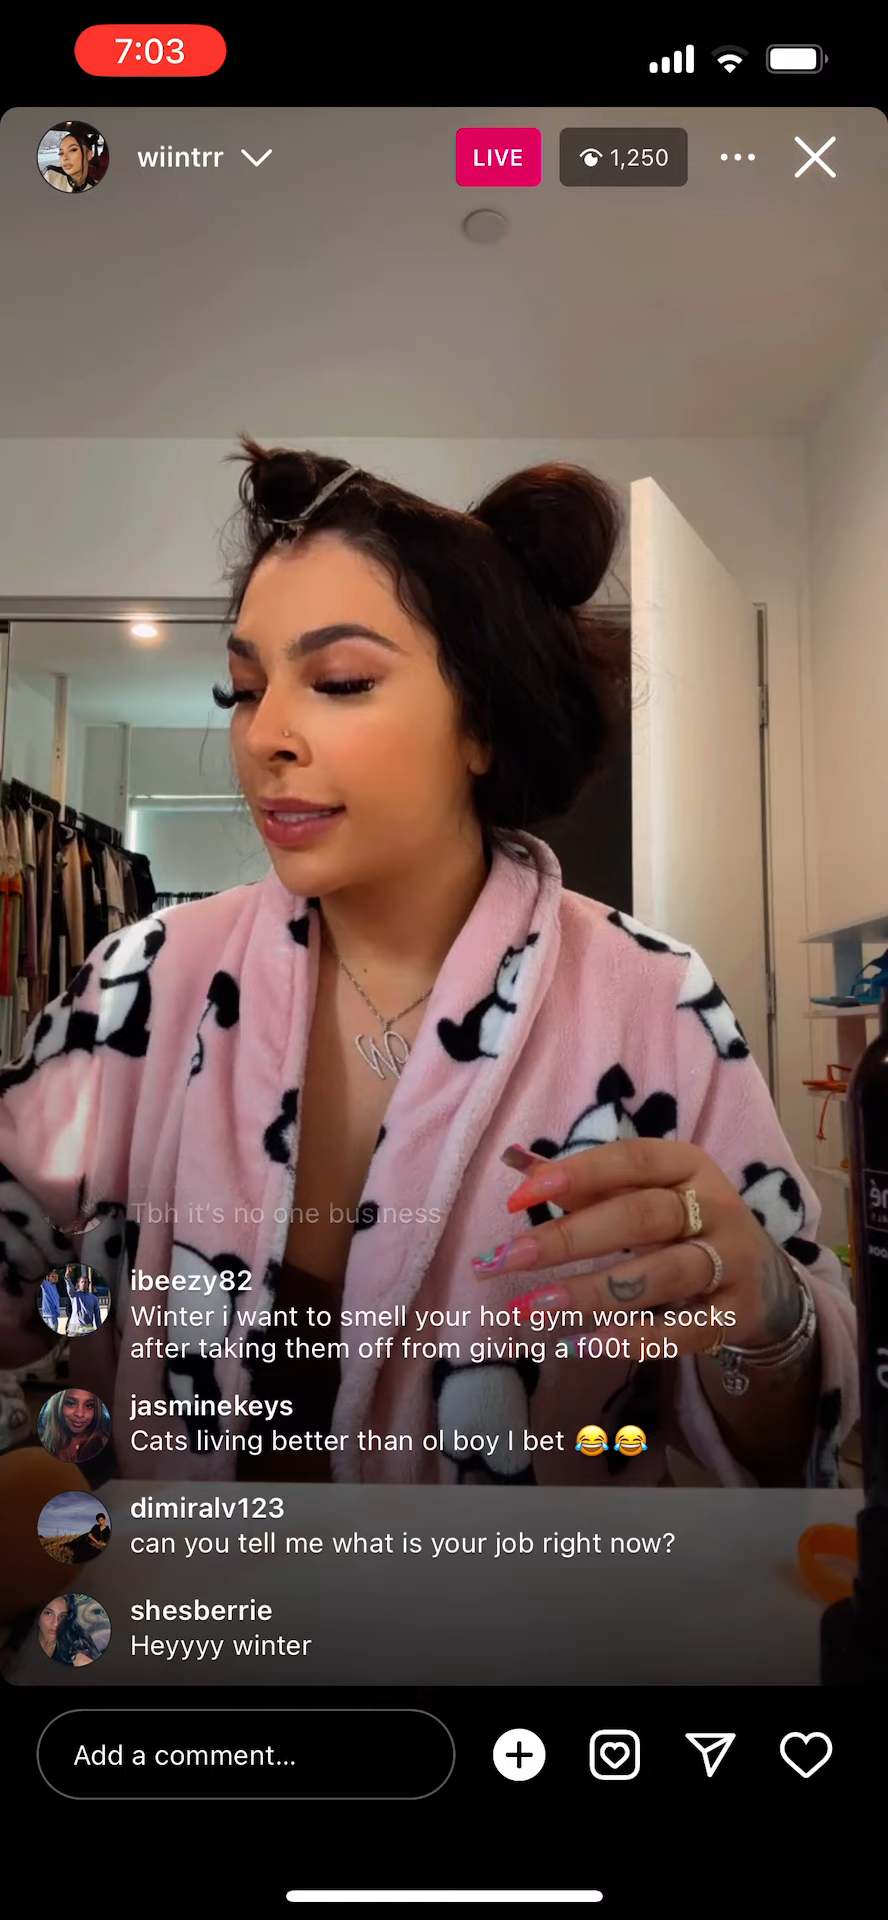 7:03
wiintrr
LIVE
1,250
Tbh it's no one business
ibeezy82
Winter i want to smell your hot gym worn socks
after taking them off from giving a f00t job
jasminekeys
Cats living better than ol boy I bet 😂😂
dimiralv123
can you tell me what is your job right now?
shesberrie
Heyyyy winter
Add a comment...